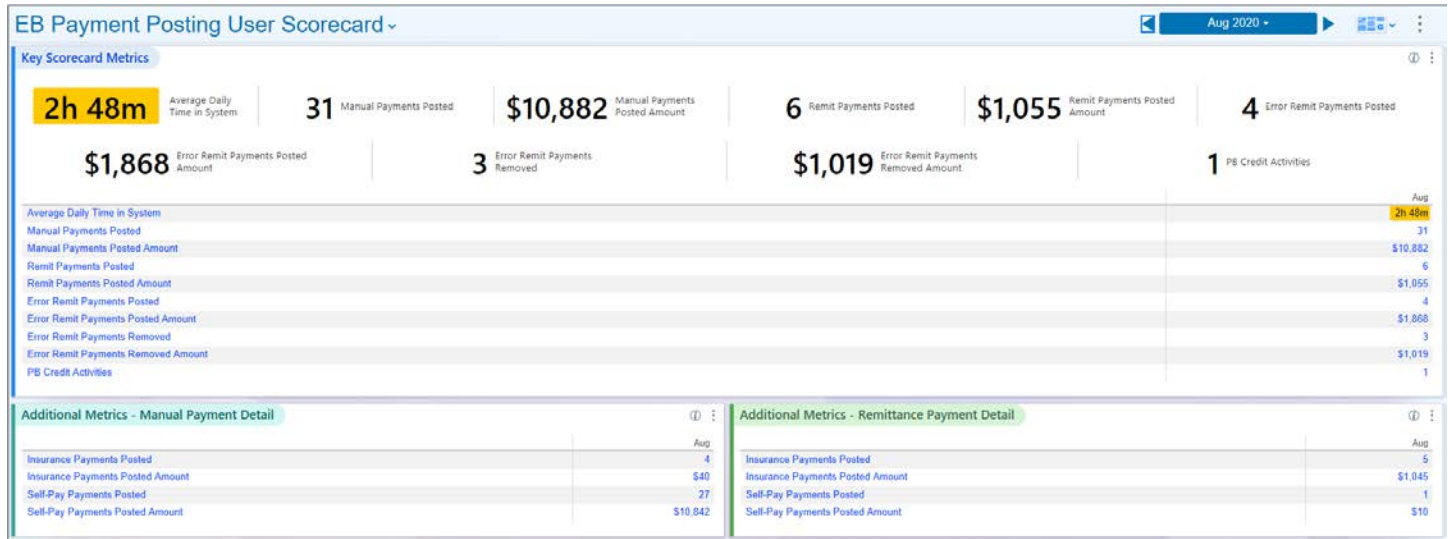 EB Payment Posting User Scorecard
Aug 2020
Key Scorecard Metrics
2h 48m Average Daily Time in System
31 Manual Payments Posted
$10,882 Manual Payments Posted Amount
6 Remit Payments Posted
$1,055 Remit Payments Posted Amount
4 Error Remit Payments Posted
$1,868 Error Remit Payments Posted Amount
3 Error Remit Payments Removed
$1,019 Error Remit Payments Removed Amount
1 PB Credit Activities
Aug
Average Daily Time in System 2h 48m
Manual Payments Posted 31
Manual Payments Posted Amount $10,882
Remit Payments Posted 6
Remit Payments Posted Amount $1,055
Error Remit Payments Posted 4
Error Remit Payments Posted Amount $1,868
Error Remit Payments Removed 3
Error Remit Payments Removed Amount $1,019
PB Credit Activities 1
Additional Metrics - Manual Payment Detail
Aug
Insurance Payments Posted 4
Insurance Payments Posted Amount $40
Self-Pay Payments Posted 27
Self-Pay Payments Posted Amount $10,842
Additional Metrics - Remittance Payment Detail
Aug
Insurance Payments Posted 5
Insurance Payments Posted Amount $1,045
Self-Pay Payments Posted 1
Self-Pay Payments Posted Amount $10